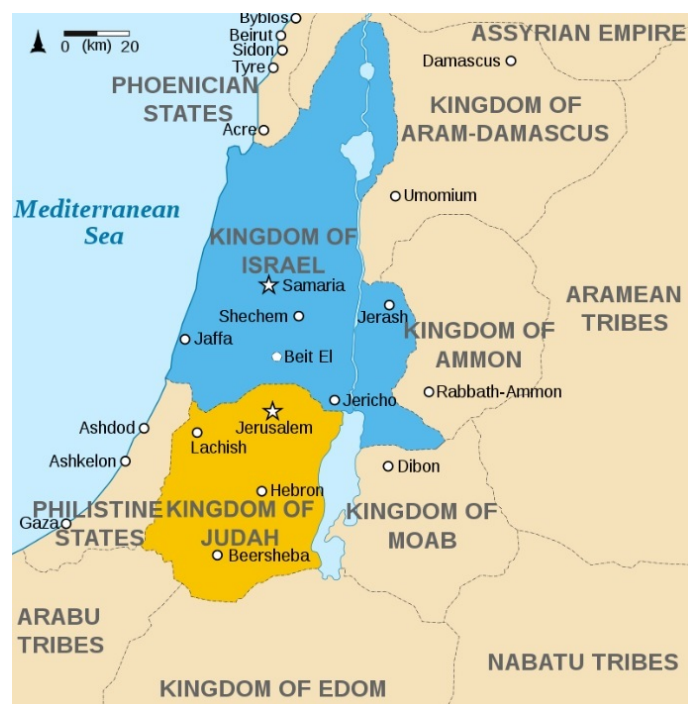 Byblos
Beirut
Sidon
Tyre
(km)
0 20
ASSYRIAN EMPIRE
Damascus
PHOENICIAN
STATES
KINGDOM OF
ARAM-DAMASCUS
Acre
Umomium
Mediterranean
Sea
KINGDOM OF
ISRAEL
Samaria
Shechem
Jerash
ARAMEAN
TRIBES
KINGDOM OF
AMMON
Jaffa
Beit El
Jericho
Rabbath-Ammon
Jerusalem
Ashdod
Lachish
Ashkelon
Dibon
Hebron
PHILISTINE
STATES
Gaza
KINGDOM OF
JUDAH
KINGDOM OF
MOAB
Beersheba
ARABU
TRIBES
NABATU TRIBES
KINGDOM OF EDOM